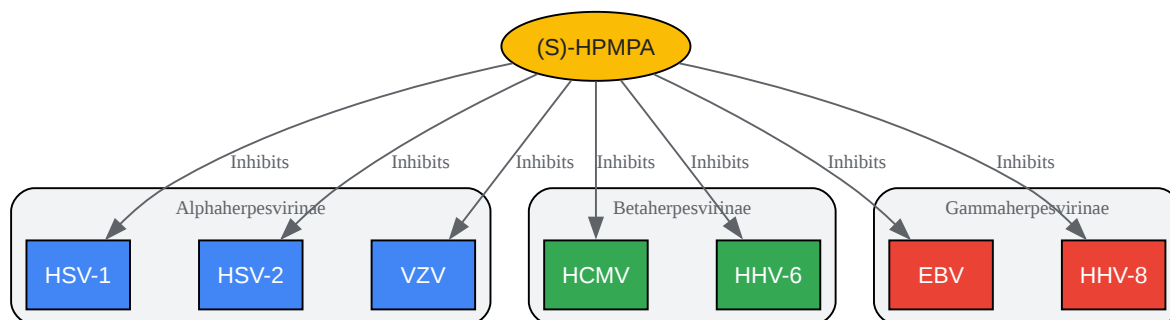 (S)-HPMPA
Inhibits
Inhibits
Inhibits
Inhibits
Inhibits
Inhibits
Inhibits
Alphaherpesvirinae
Betaherpesvirinae
Gammaherpesvirinae
HSV-1
HSV-2
VZV
HCMV
HHV-6
EBV
HHV-8